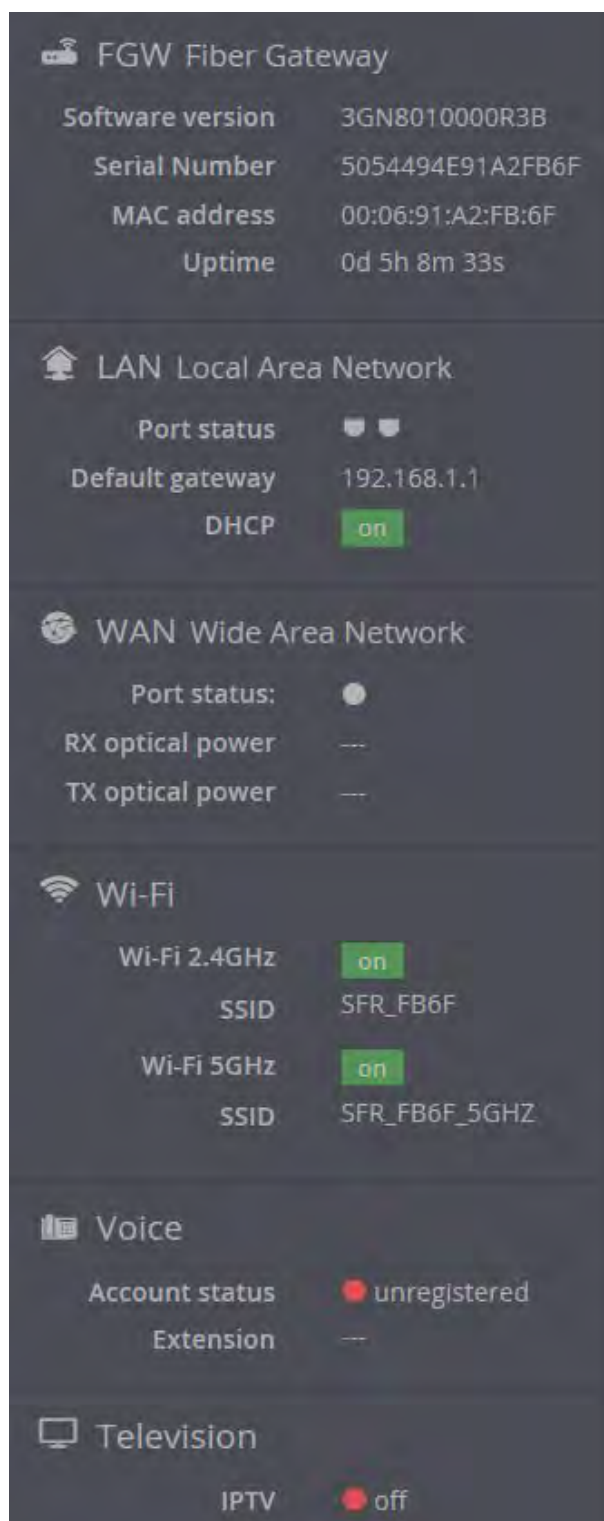 FGW Fiber Gateway
Software version 3GN8010000R3B
Serial Number 5054494E91A2FB6F
MAC address 00:06:91:A2:FB:6F
Uptime 0d 5h 8m 33s
LAN Local Area Network
Port status
Default gateway 192.168.1.1
DHCP on
WAN Wide Area Network
Port status:
RX optical power ---
TX optical power ---
Wi-Fi
Wi-Fi 2.4GHz on
SSID SFR_FB6F
Wi-Fi 5GHz on
SSID SFR_FB6F_5GHZ
Voice
Account status unregistered
Extension ---
Television
IPTV off